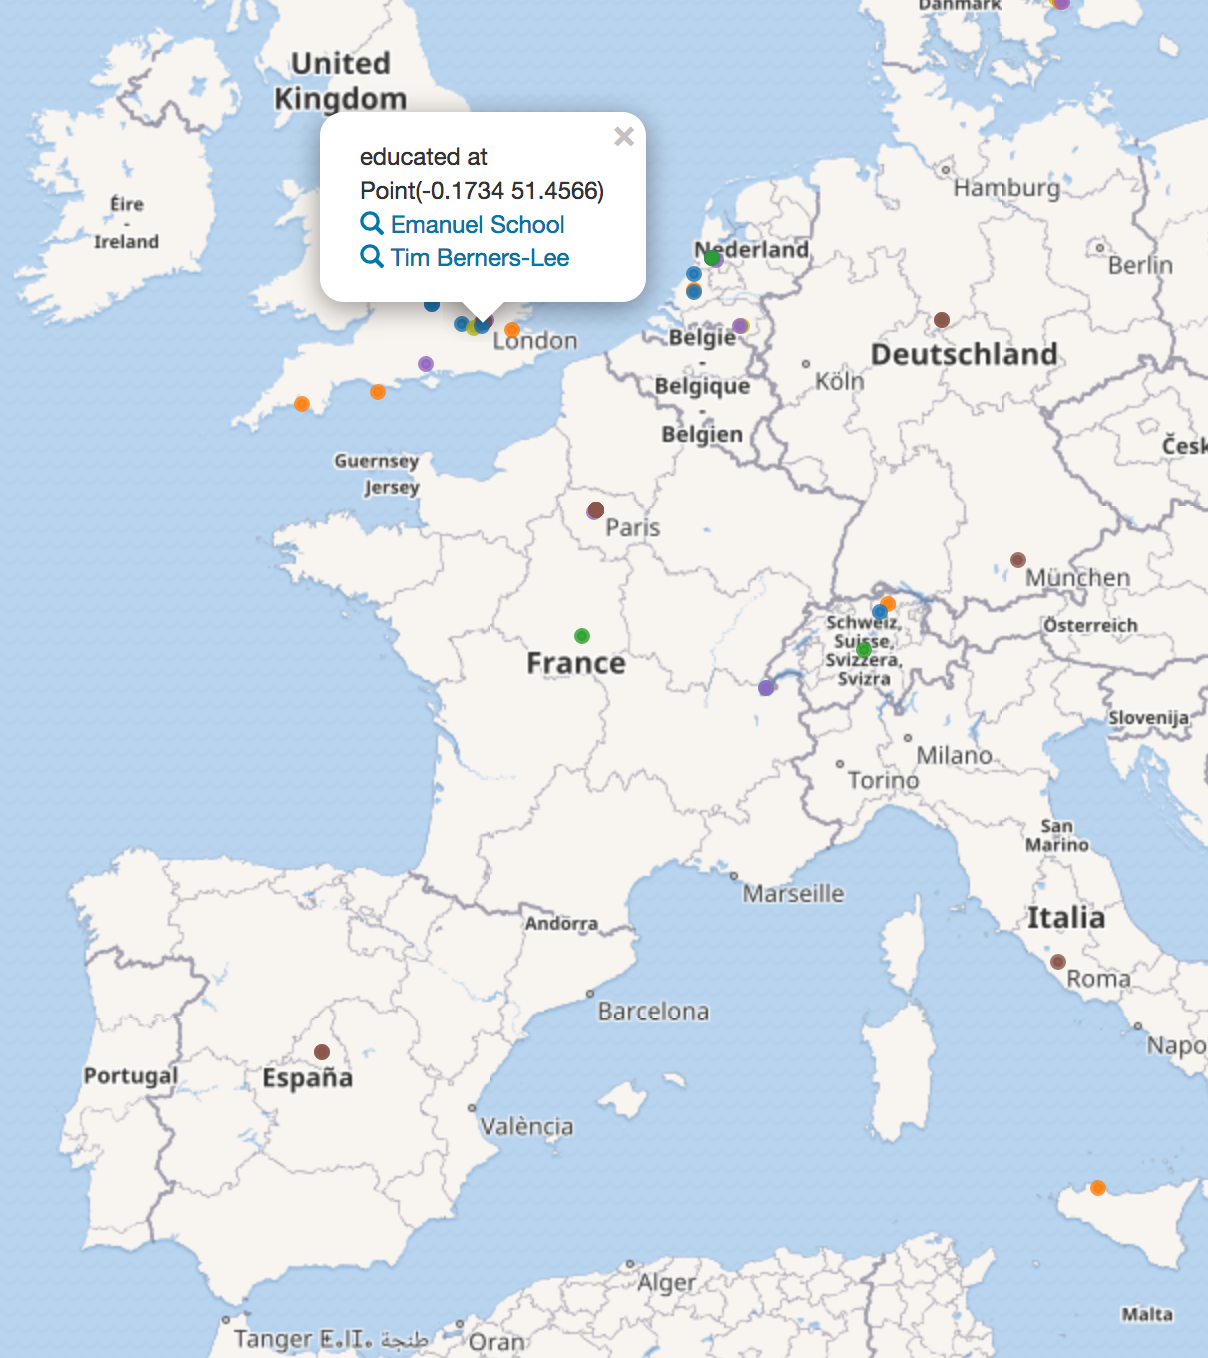 Danmark
United
Kingdom
×
educated at
Point(-0.1734 51.4566)
Emanuel School
Tim Berners-Lee
Hamburg
Éire
-
Ireland
Nederland
Berlin
London
België
-
Belgique
-
Belgien
Deutschland
Köln
Česk
Guernsey
Jersey
Paris
München
Schweiz,
Suisse,
Svizzera,
Svizra
Österreich
France
Slovenija
Milano
Torino
San
Marino
Marseille
Andorra
Italia
Roma
Barcelona
Napo
Portugal
España
València
Alger
Malta
Tanger ⵟⴰⵏⵊⴰ طنجة
Oran